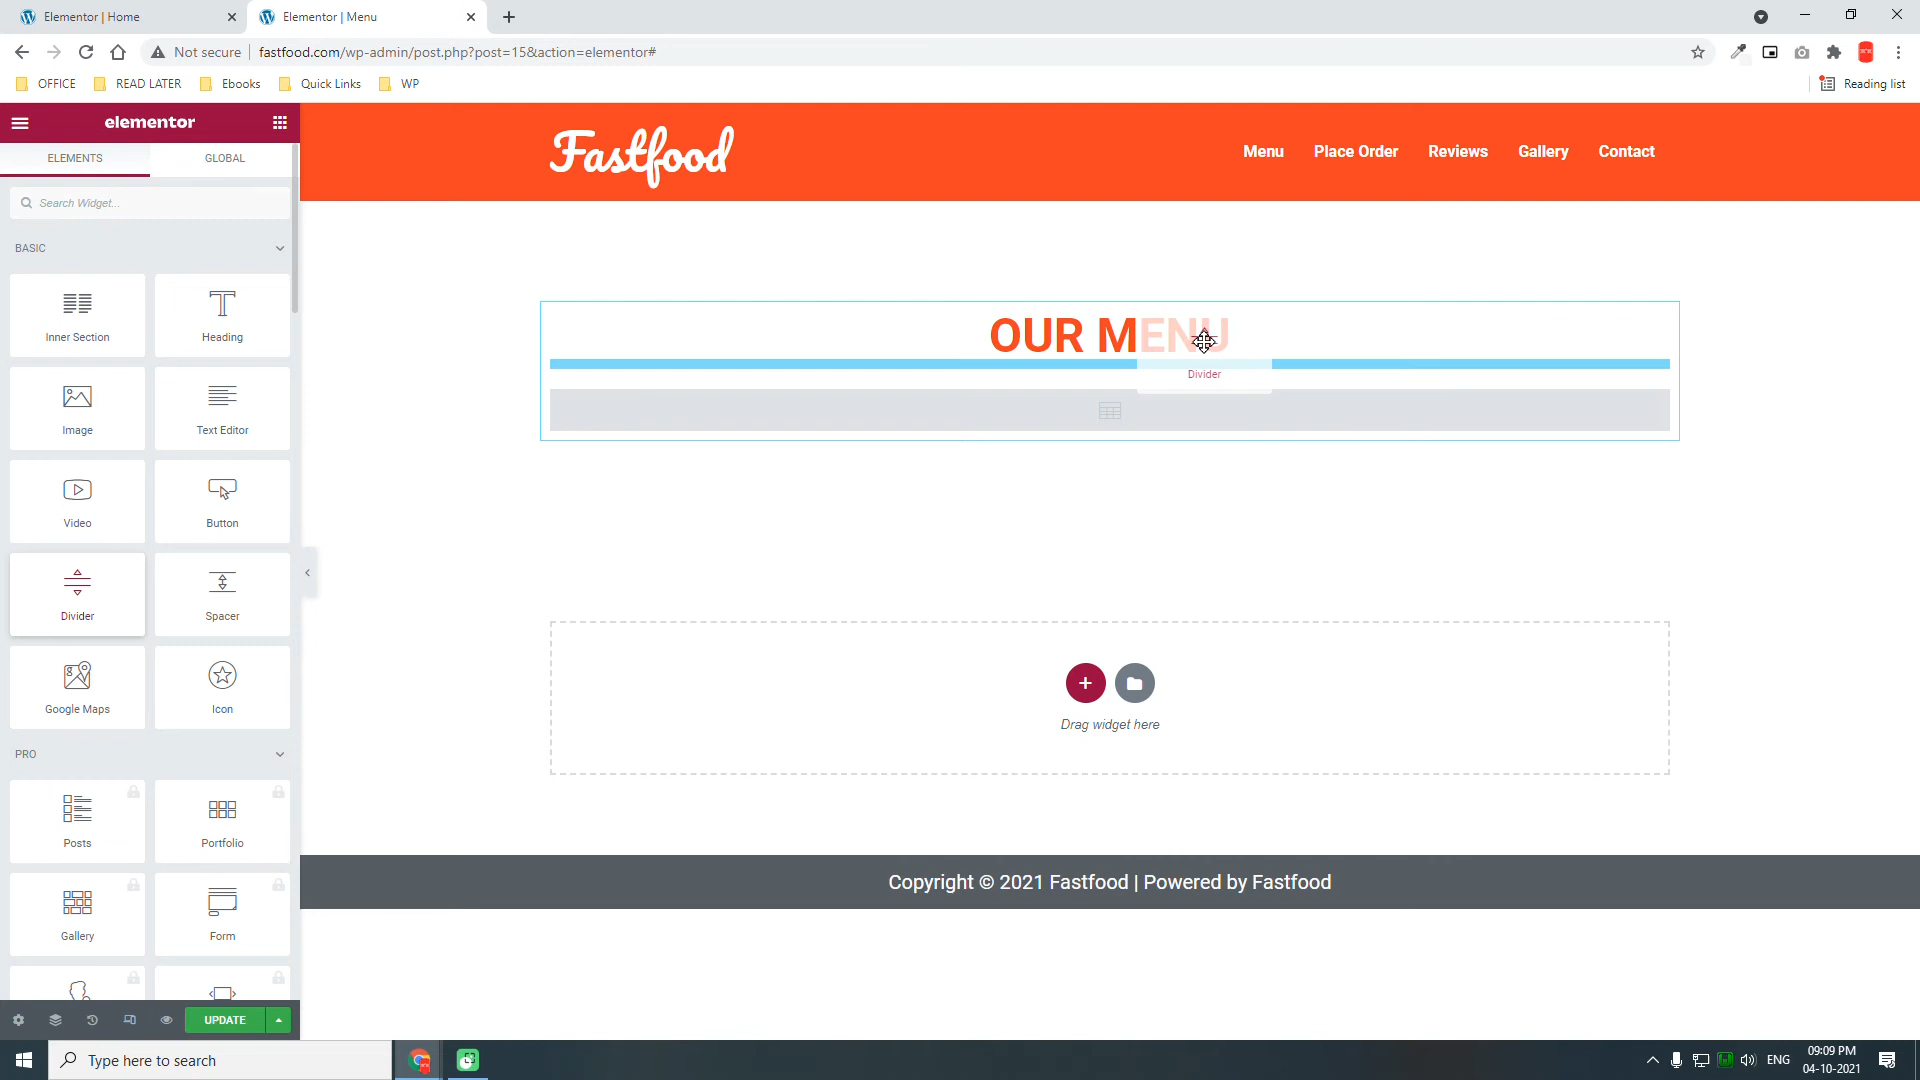 Elementor | Home
Elementor | Menu
Not secure
fastfood.com/wp-admin/post.php?post=15&action=elementor#
OFFICE
READ LATER
Ebooks
Quick Links
WP
Reading list
elementor
ELEMENTS
GLOBAL
Search Widget...
BASIC
Inner Section
Heading
Image
Text Editor
Video
Button
Divider
Spacer
Google Maps
Icon
PRO
Posts
Portfolio
Gallery
Form
UPDATE
Fastfood
Menu
Place Order
Reviews
Gallery
Contact
OUR MENU
Divider
Drag widget here
Copyright © 2021 Fastfood | Powered by Fastfood
Type here to search
ENG
09:09 PM
04-10-2021